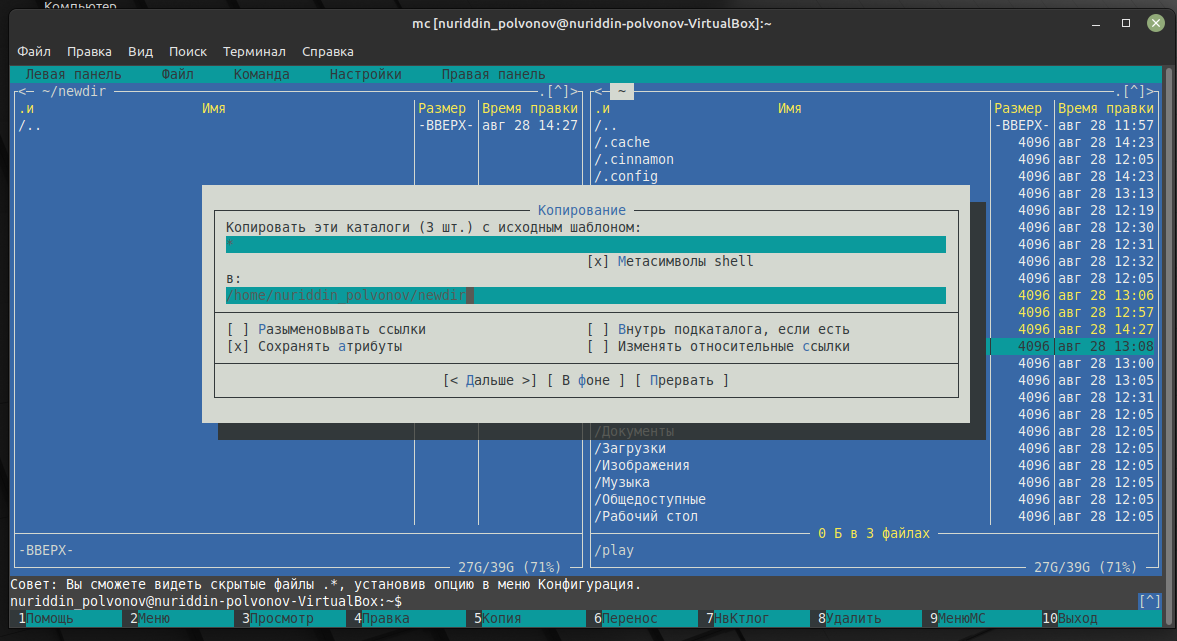 Компьютер
mc [nuriddin_polvonov@nuriddin-polvonov-VirtualBox]:~
Файл Правка Вид Поиск Терминал Справка
Левая панель Файл Команда Настройки Правая панель
<─ ~/newdir .[^]> <─ ~ .[^]>
.и Имя Размер Время правки .и Имя Размер Время правки
/.. -ВВЕРХ- авг 28 14:27 /.. -ВВЕРХ- авг 28 11:57
/.cache 4096 авг 28 14:23
/.cinnamon 4096 авг 28 12:05
/.config 4096 авг 28 14:23
4096 авг 28 13:13
Копирование 4096 авг 28 12:19
Копировать эти каталоги (3 шт.) с исходным шаблоном: 4096 авг 28 12:30
* 4096 авг 28 12:31
[x] Метасимволы shell 4096 авг 28 12:32
в: 4096 авг 28 12:05
/home/nuriddin_polvonov/newdir 4096 авг 28 13:06
4096 авг 28 12:57
[ ] Разыменовывать ссылки [ ] Внутрь подкаталога, если есть 4096 авг 28 14:27
[x] Сохранять атрибуты [ ] Изменять относительные ссылки 4096 авг 28 13:08
4096 авг 28 13:00
[< Дальше >] [ В фоне ] [ Прервать ] 4096 авг 28 13:05
4096 авг 28 12:31
4096 авг 28 12:05
/Документы 4096 авг 28 12:05
/Загрузки 4096 авг 28 12:05
/Изображения 4096 авг 28 12:05
/Музыка 4096 авг 28 12:05
/Общедоступные 4096 авг 28 12:05
/Рабочий стол 4096 авг 28 12:05
0 Б в 3 файлах
-ВВЕРХ- /play
27G/39G (71%) 27G/39G (71%)
Совет: Вы сможете видеть скрытые файлы .*, установив опцию в меню Конфигурация.
nuriddin_polvonov@nuriddin-polvonov-VirtualBox:~$ [^]
1Помощь 2Меню 3Просмотр 4Правка 5Копия 6Перенос 7НвКтлог 8Удалить 9МенюМС 10Выход